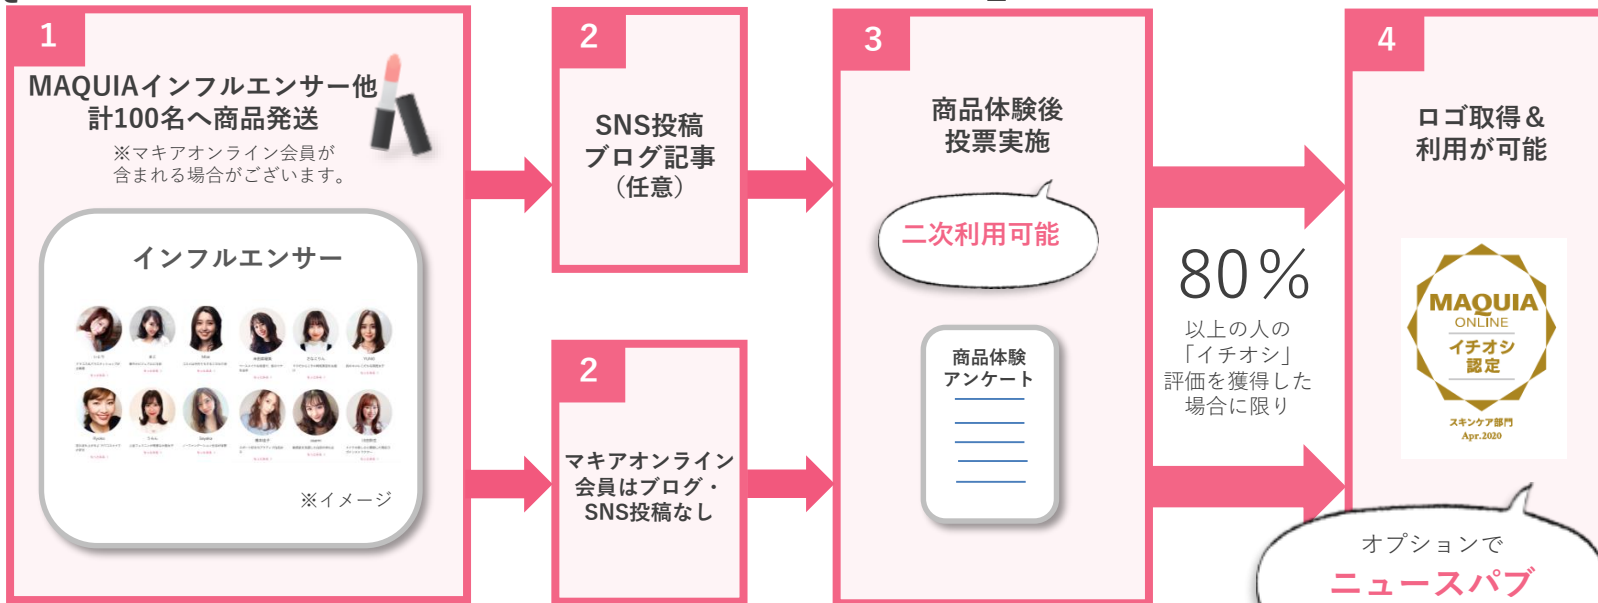 1
MAQUIAインフルエンサー他
計100名へ商品発送
※マキアオンライン会員が
含まれる場合がございます。
インフルエンサー
※イメージ
2
SNS投稿
ブログ記事
（任意）
2
マキアオンライン
会員はブログ・
SNS投稿なし
3
商品体験後
投票実施
二次利用可能
商品体験
アンケート
80％
以上の人の
「イチオシ」
評価を獲得した
場合に限り
4
ロゴ取得＆
利用が可能
MAQUIA
ONLINE
イチオシ
認定
スキンケア部門
Apr.2020
オプションで
ニュースパブ